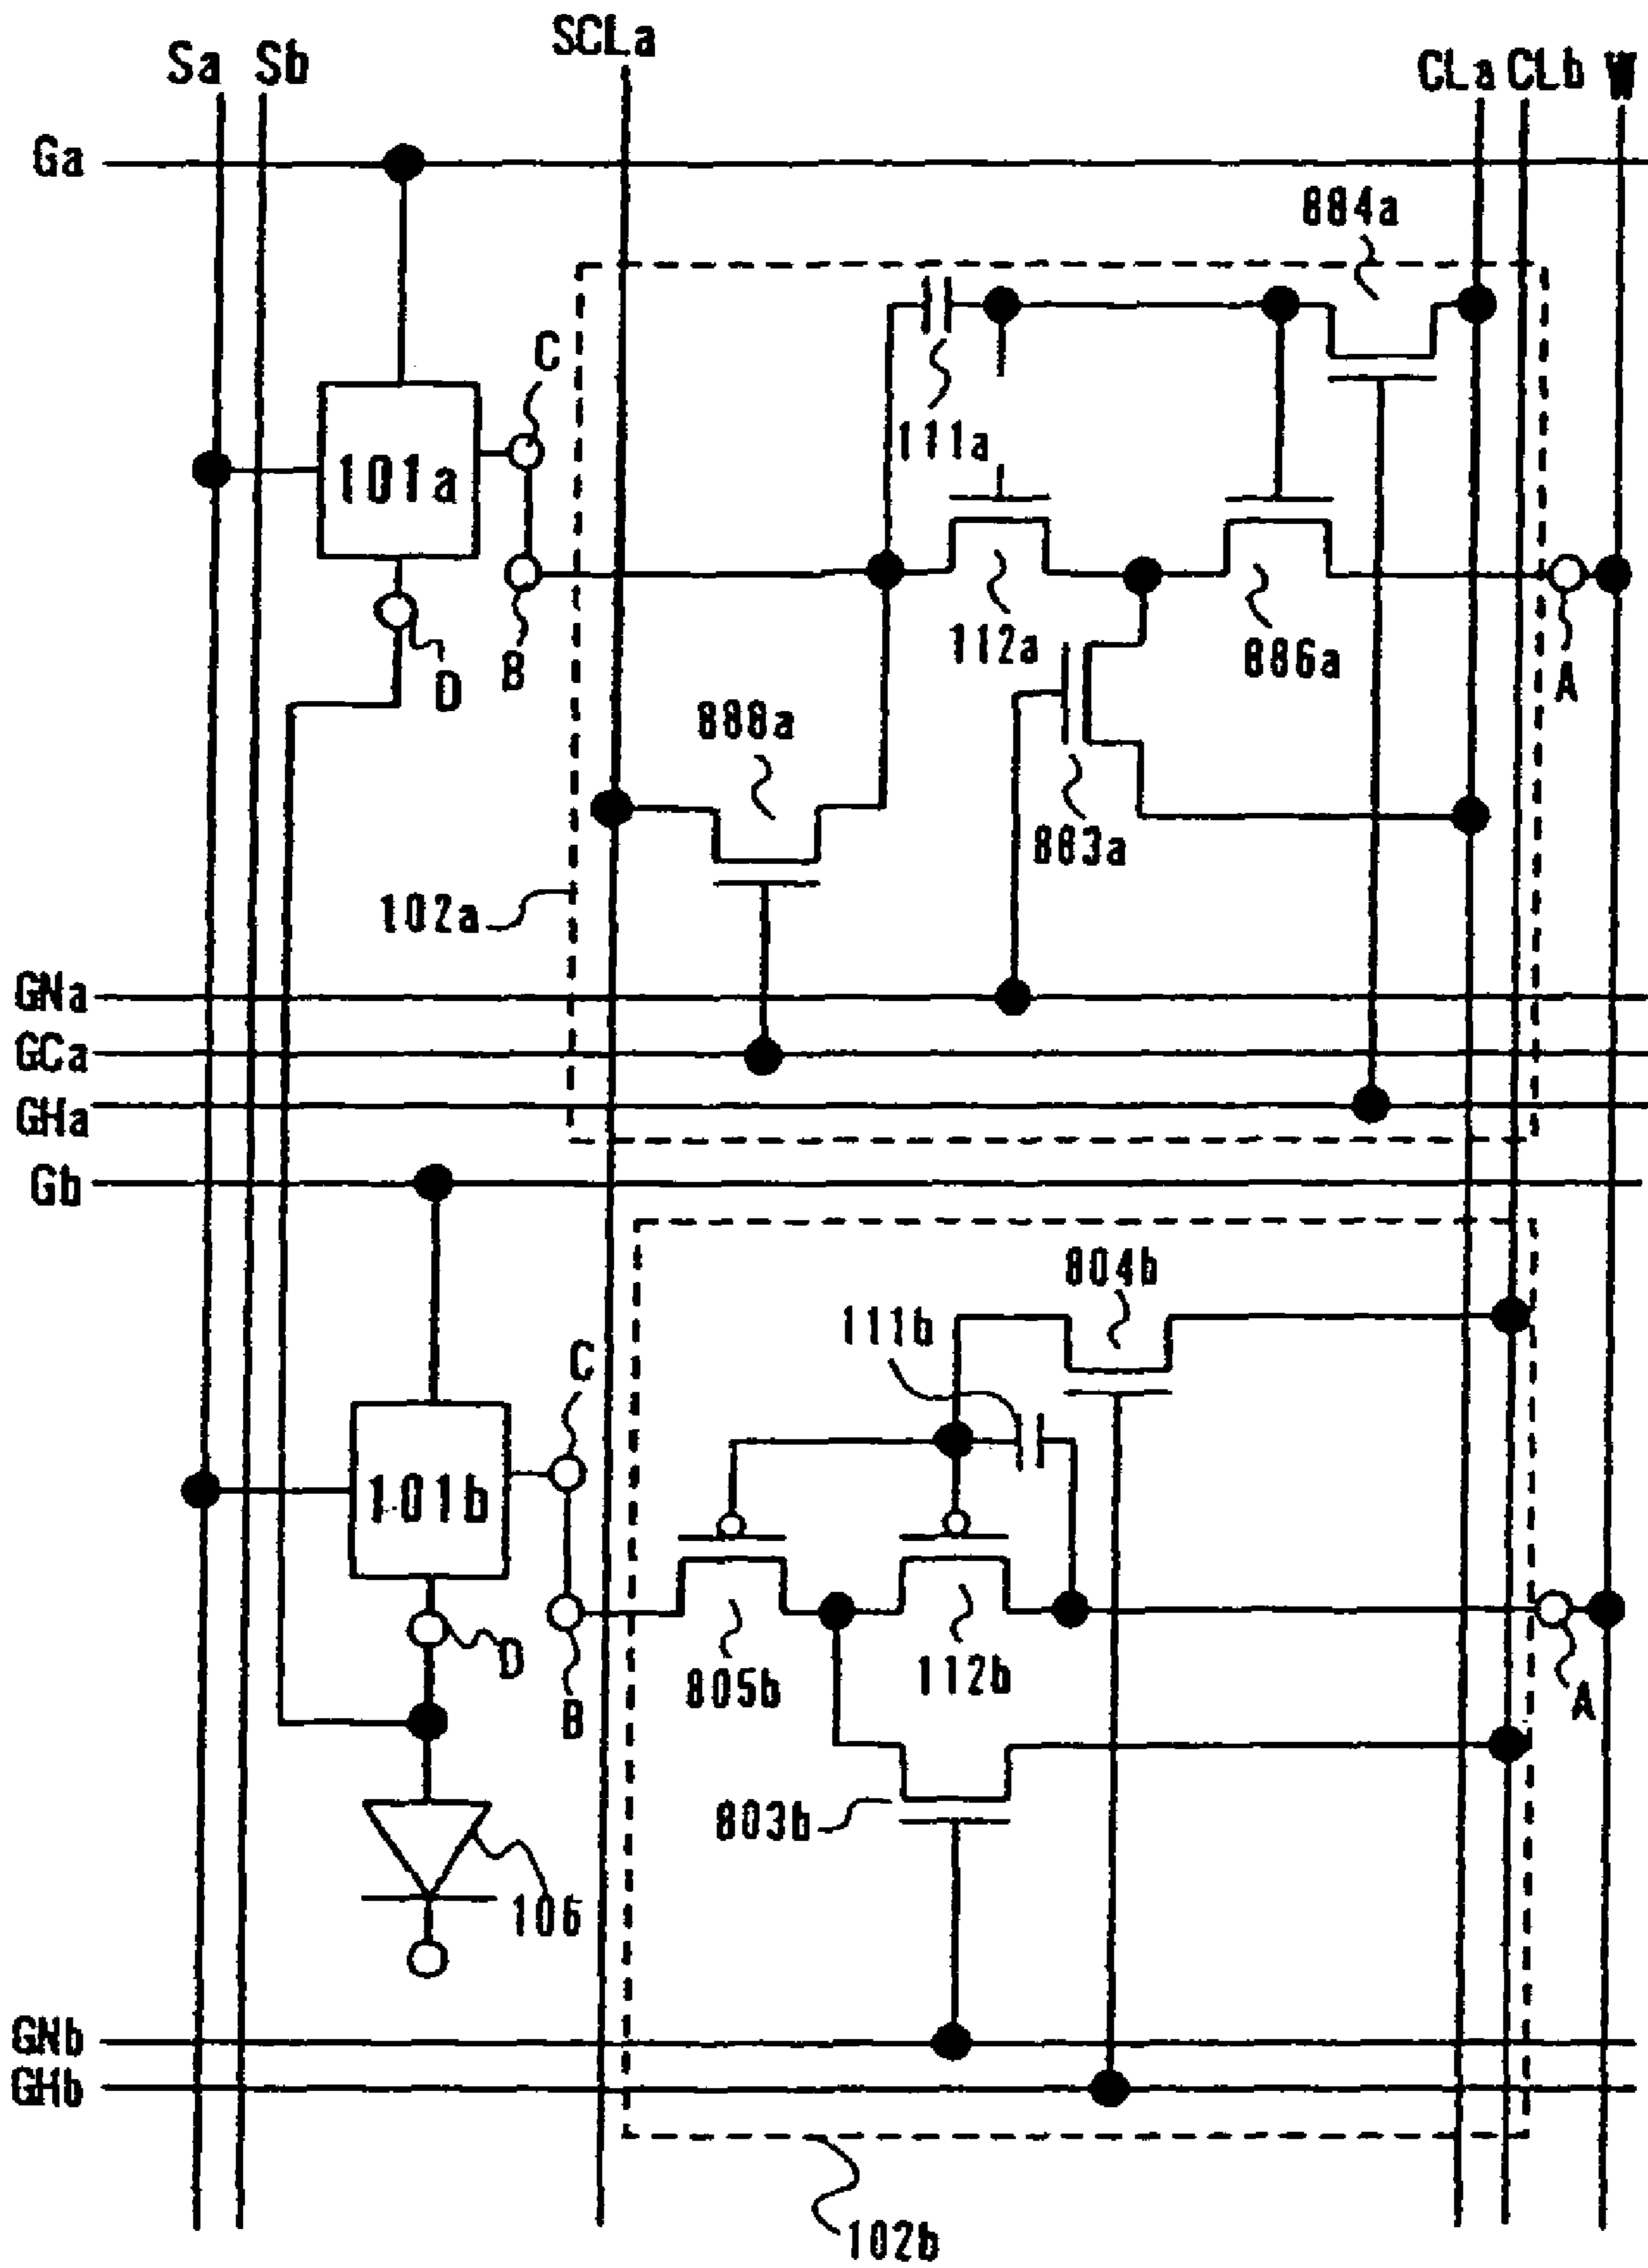 SCLa
Sa Sb
CLa CLb W
Ga
884a
C
111a
101a
112a
886a
A
B
D
888a
883a
102a
GNa
GCa
GHa
Gb
804b
111b
C
101b
D
B
805b
112b
A
803b
106
GNb
GHb
102b